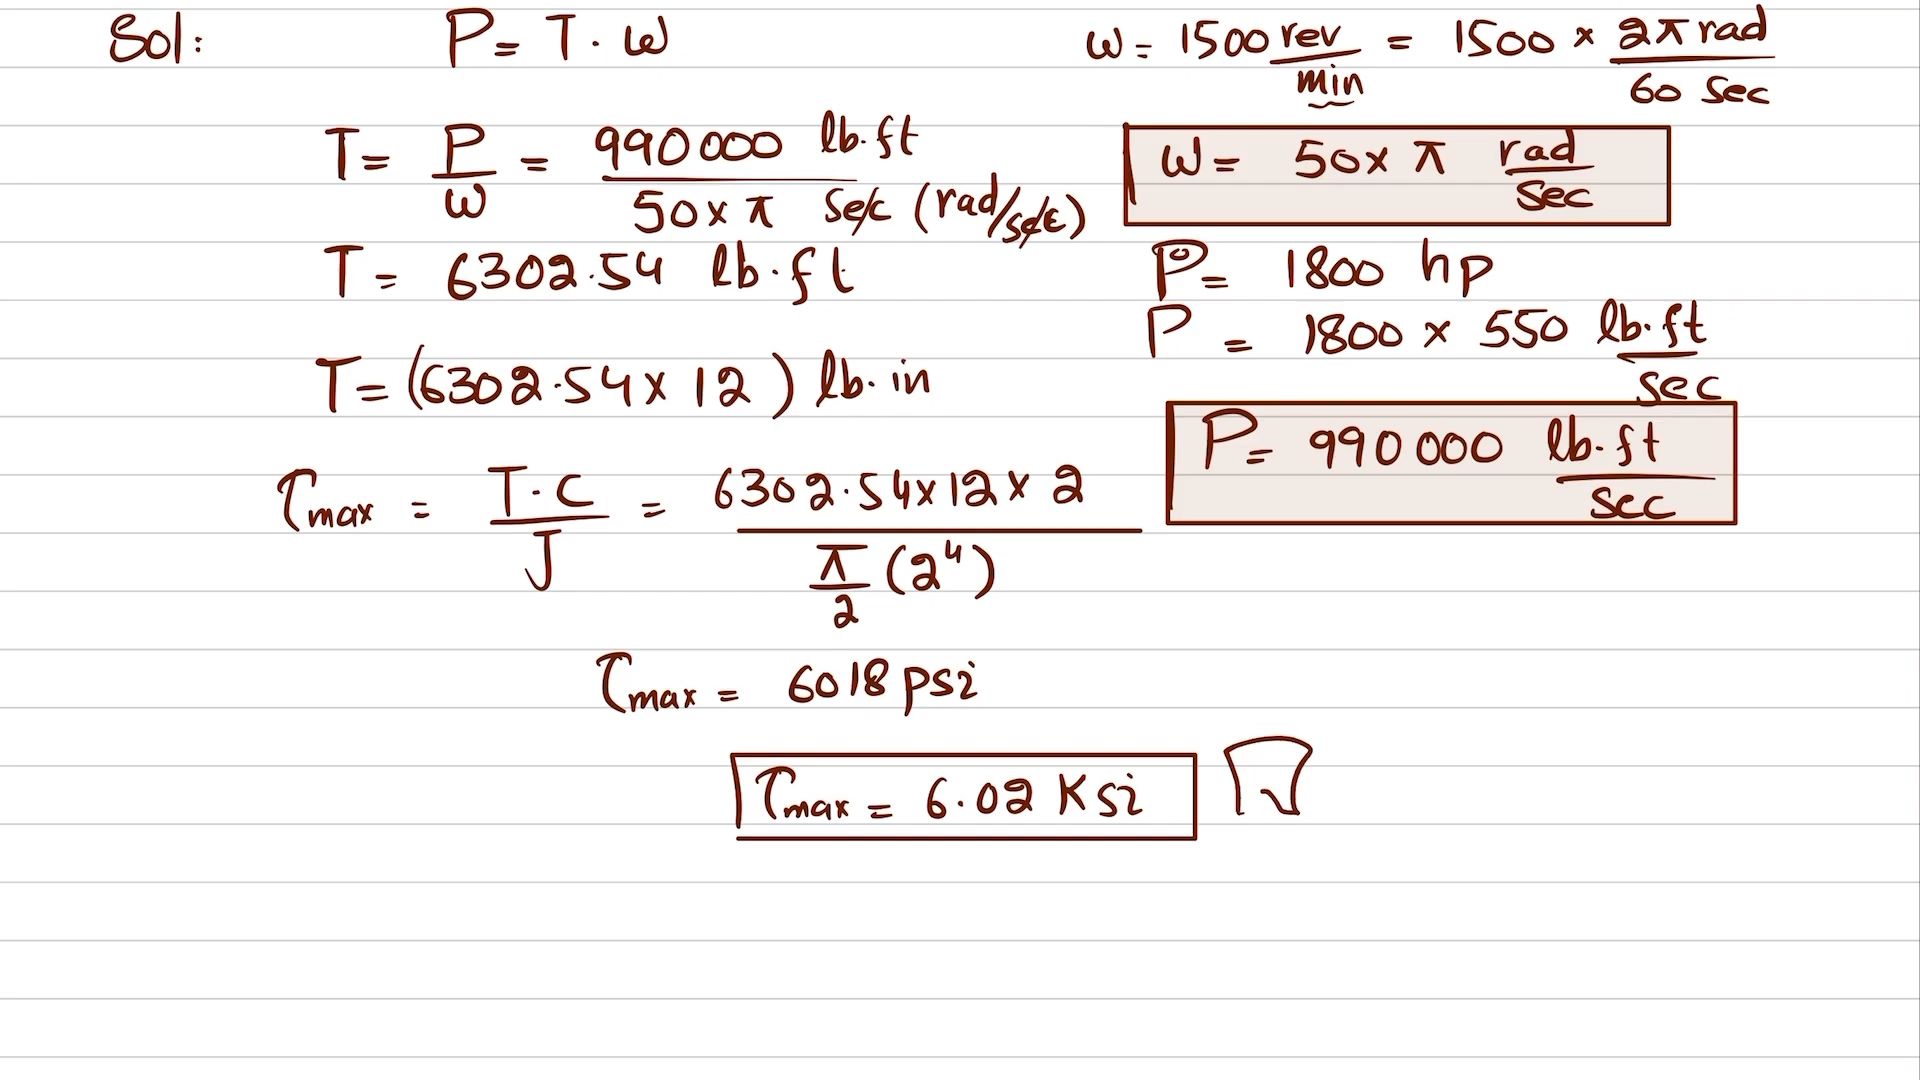 Sol: P = T · ω
ω = 1500 rev/min = 1500 × 2π rad/60 sec
T = P/ω = 990000 lb·ft / 50 × π sec (rad/sec)
ω = 50 × π rad/sec
T = 6302.54 lb·ft
P = 1800 hp
P = 1800 × 550 lb·ft/sec
T = (6302.54 × 12) lb·in
P = 990000 lb·ft/sec
τmax = T·C/J = 6302.54 × 12 × 2 / π/2 (2⁴)
τmax = 6018 psi
τmax = 6.02 Ksi